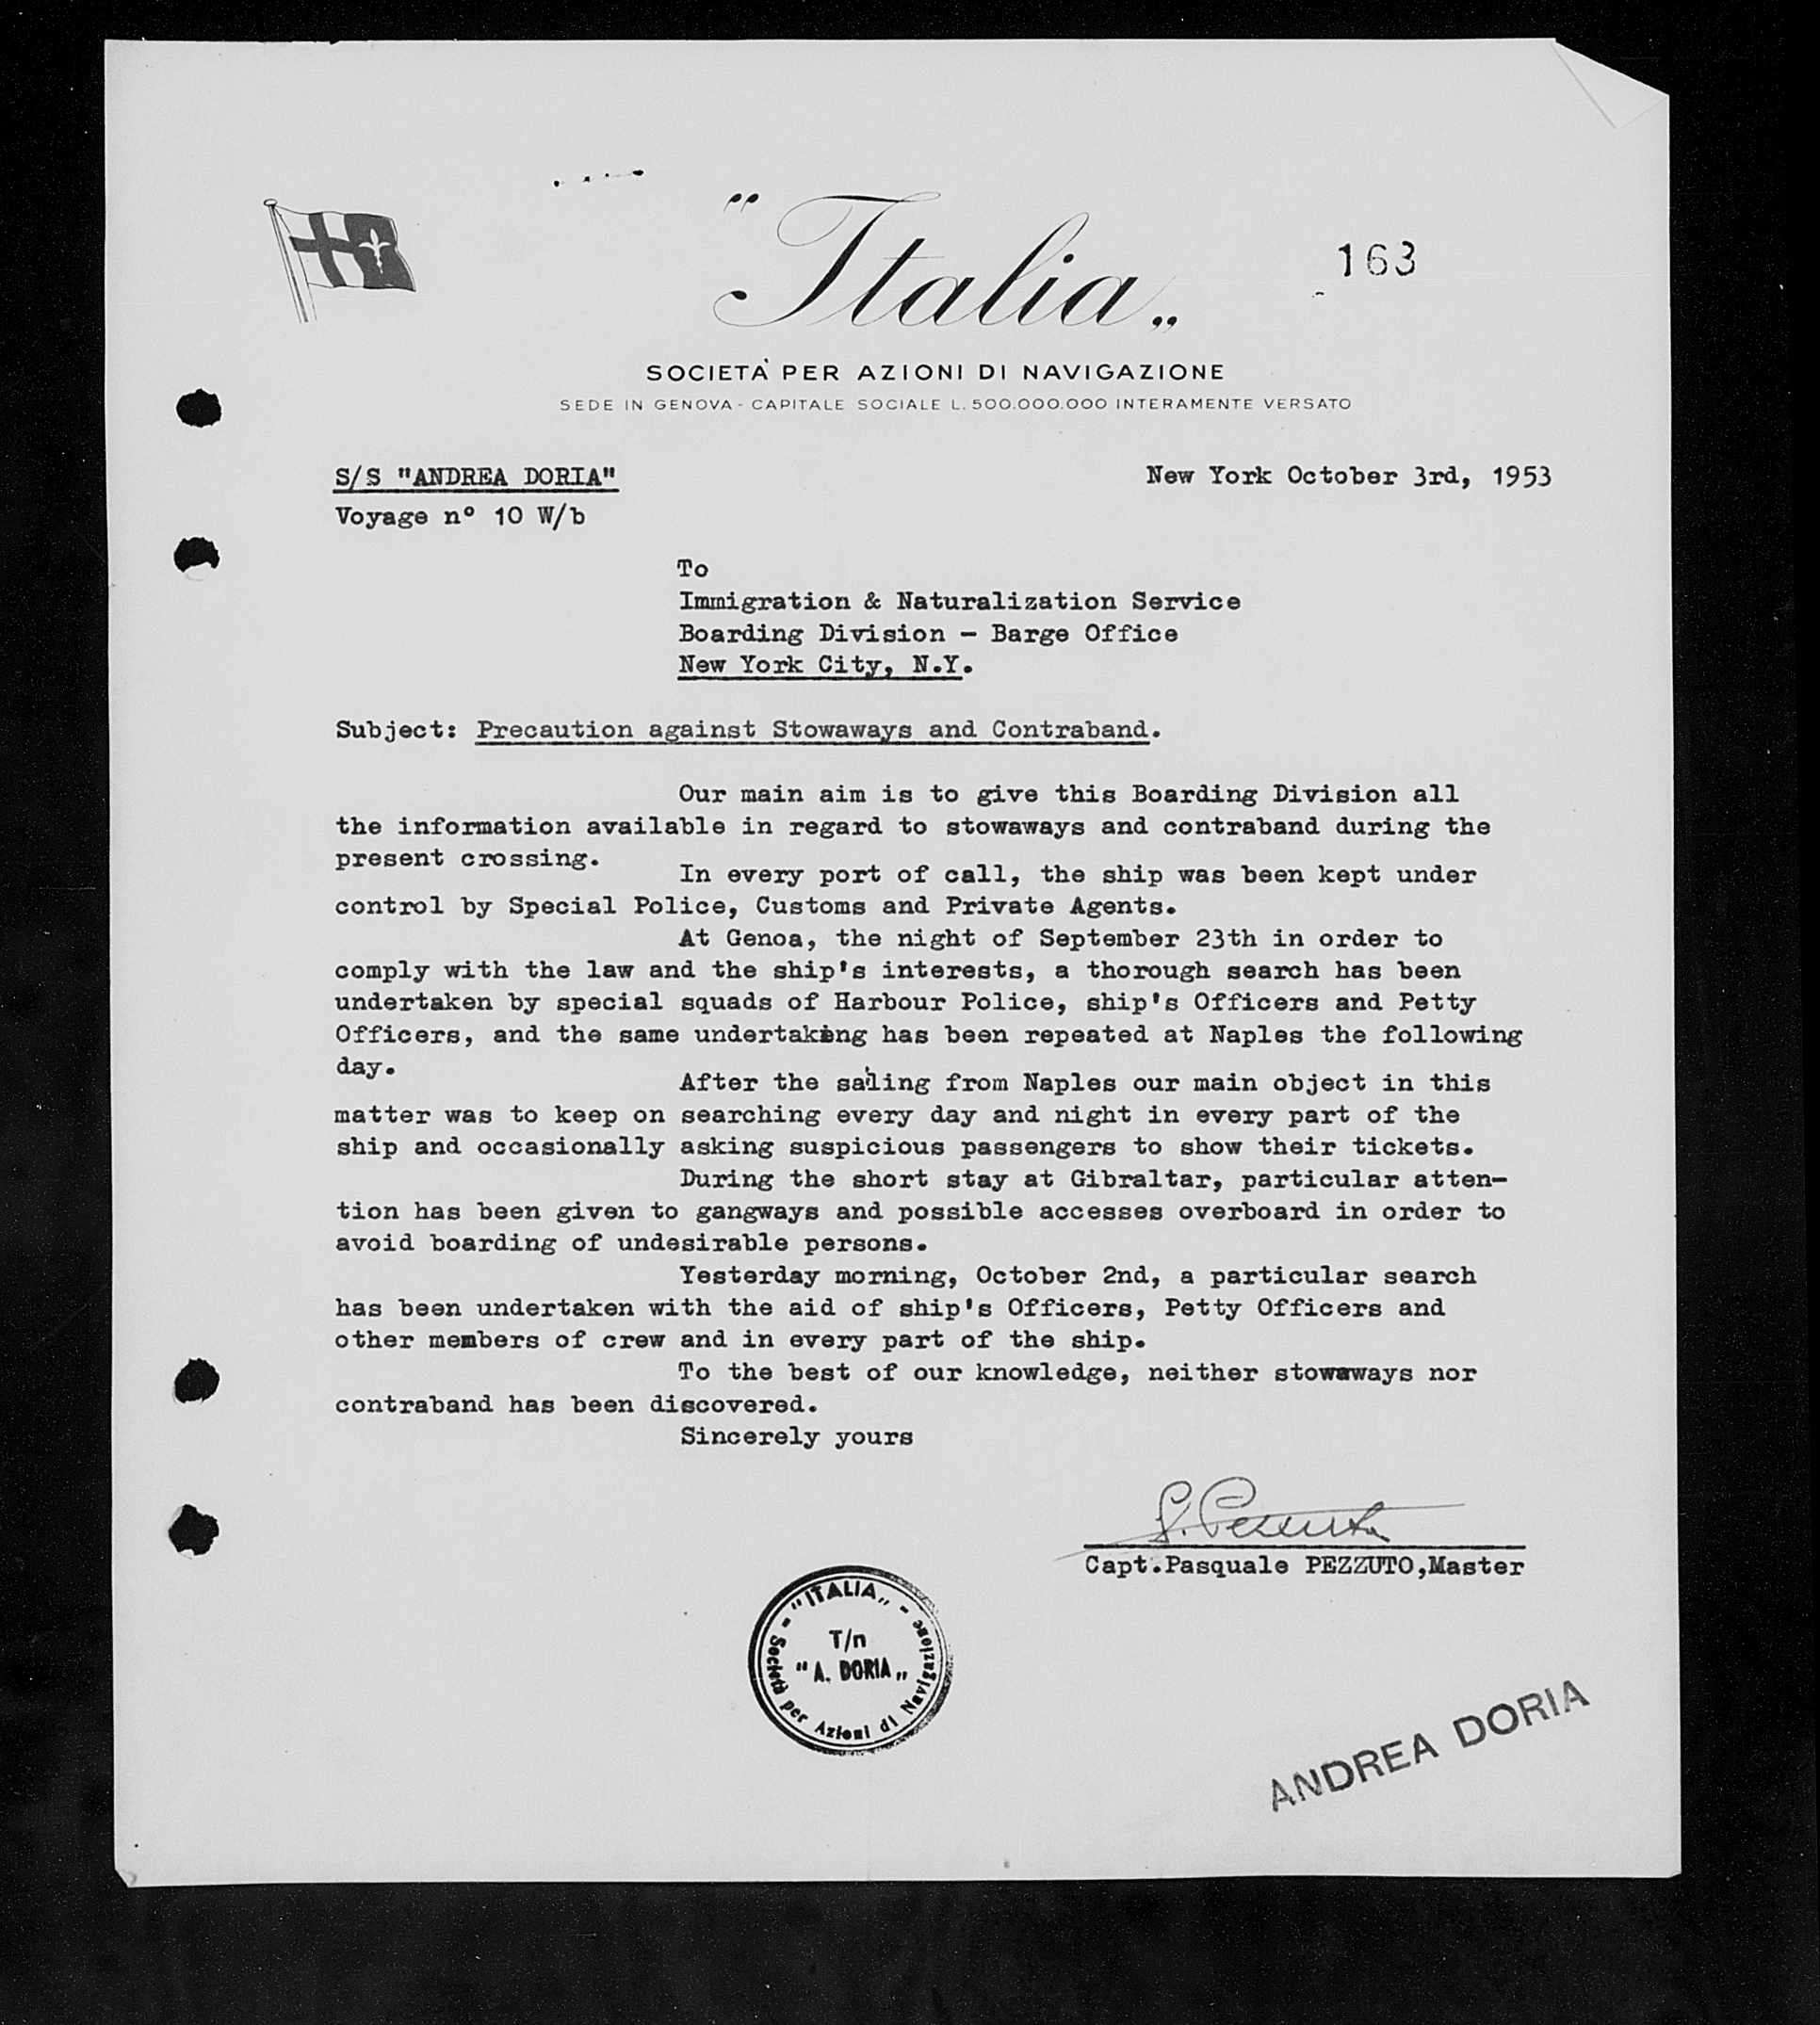 "Italia„
163
SOCIETÀ PER AZIONI DI NAVIGAZIONE
SEDE IN GENOVA - CAPITALE SOCIALE L. 500.000.000 INTERAMENTE VERSATO
S/S "ANDREA DORIA"
New York October 3rd, 1953
Voyage n° 10 W/b
To
Immigration & Naturalization Service
Boarding Division - Barge Office
New York City, N.Y.
Subject: Precaution against Stowaways and Contraband.
Our main aim is to give this Boarding Division all
the information available in regard to stowaways and contraband during the
present crossing.
In every port of call, the ship was been kept under
control by Special Police, Customs and Private Agents.
At Genoa, the night of September 23th in order to
comply with the law and the ship's interests, a thorough search has been
undertaken by special squads of Harbour Police, ship's Officers and Petty
Officers, and the same undertaking has been repeated at Naples the following
day.
After the saling from Naples our main object in this
matter was to keep on searching every day and night in every part of the
ship and occasionally asking suspicious passengers to show their tickets.
During the short stay at Gibraltar, particular atten-
tion has been given to gangways and possible accesses overboard in order to
avoid boarding of undesirable persons.
Yesterday morning, October 2nd, a particular search
has been undertaken with the aid of ship's Officers, Petty Officers and
other members of crew and in every part of the ship.
To the best of our knowledge, neither stowaways nor
contraband has been discovered.
Sincerely yours
Capt.Pasquale PEZZUTO,Master
- "ITALIA„ -
T/n
"A. DORIA„
Società per Azioni di Navigazione
ANDREA DORIA